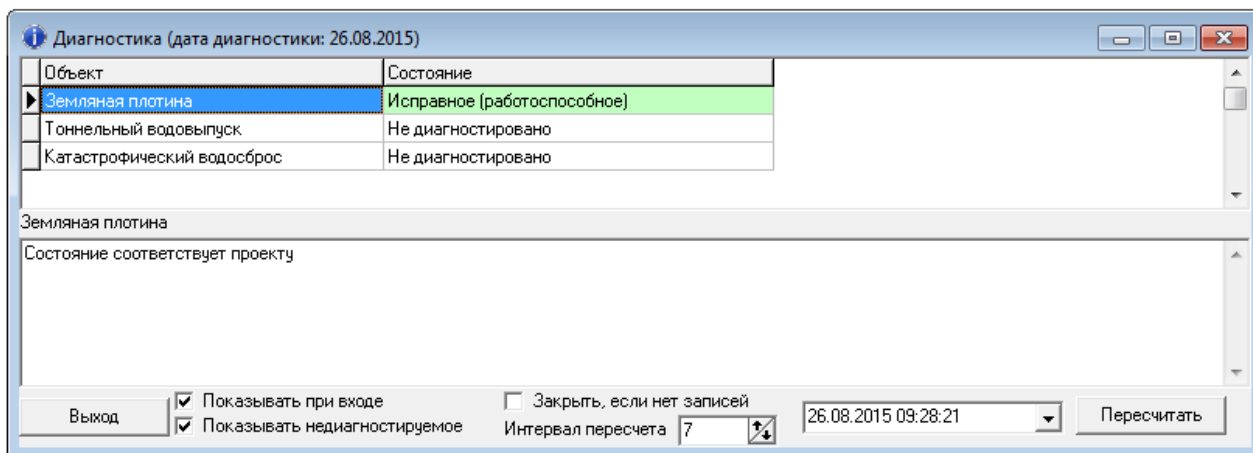 Диагностика (дата диагностики: 26.08.2015)
Объект Состояние
Земляная плотина Исправное (работоспособное)
Тоннельный водовыпуск Не диагностировано
Катастрофический водосброс Не диагностировано
Земляная плотина
Состояние соответствует проекту
Выход
Показывать при входе
Показывать недиагностируемое
Закрыть, если нет записей
Интервал пересчета 7
26.08.2015 09:28:21
Пересчитать